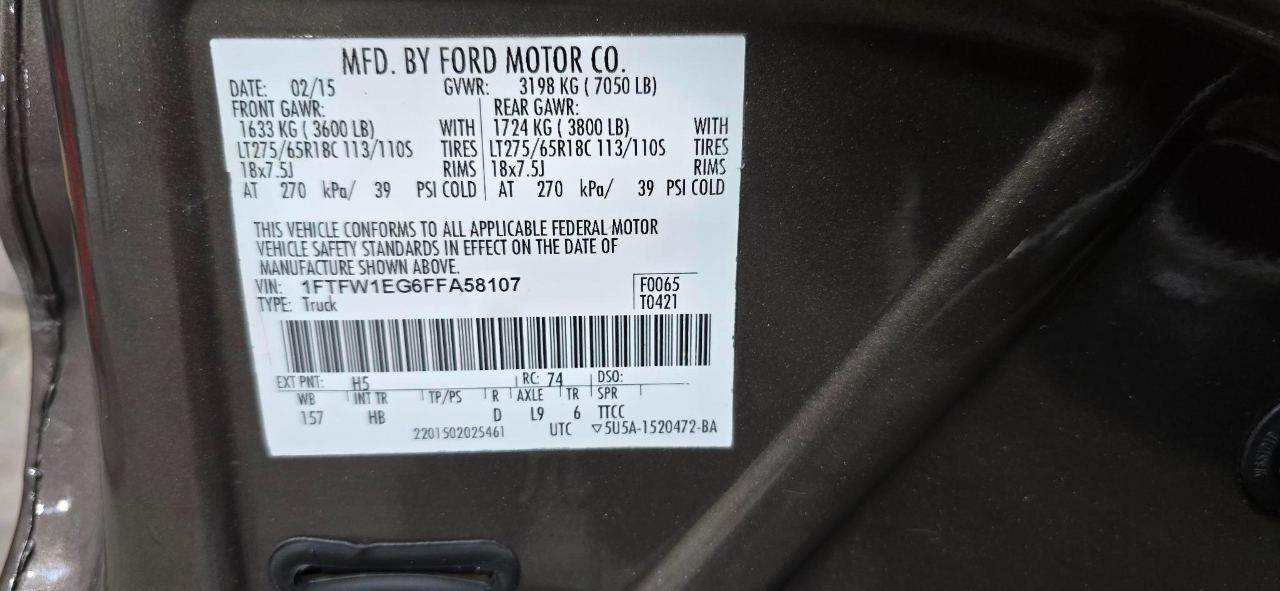 MFD. BY FORD MOTOR CO.
DATE: 02/15 GVWR: 3198 KG ( 7050 LB)
FRONT GAWR: REAR GAWR:
1633 KG ( 3600 LB) WITH 1724 KG ( 3800 LB) WITH
LT275/65R18C 113/110S TIRES LT275/65R18C 113/110S TIRES
18x7.5J RIMS 18x7.5J RIMS
AT 270 kPa/ 39 PSI COLD AT 270 kPa/ 39 PSI COLD
THIS VEHICLE CONFORMS TO ALL APPLICABLE FEDERAL MOTOR
VEHICLE SAFETY STANDARDS IN EFFECT ON THE DATE OF
MANUFACTURE SHOWN ABOVE.
VIN: 1FTFW1EG6FFA58107 F0065
TYPE: Truck T0421
EXT PNT: H5 RC: 74 DSO:
WB INT TR TP/PS R AXLE TR SPR
157 HB D L9 6 TTCC
2201502025461 UTC ▽5U5A-1520472-BA